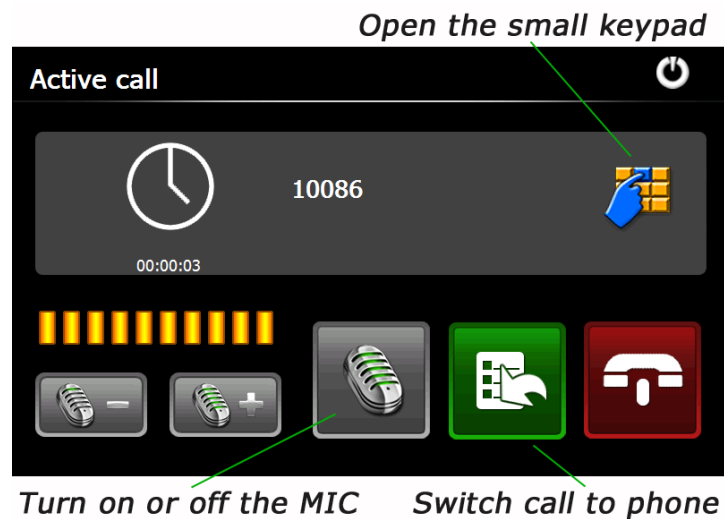 Open the small keypad
Active call
10086
00:00:03
Turn on or off the MIC
Switch call to phone